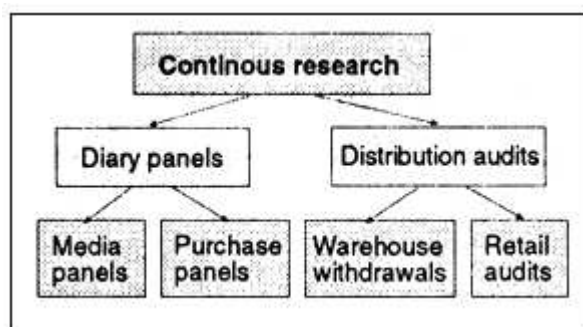 Continous research
Diary panels
Distribution audits
Media
panels
Purchase
panels
Warehouse
withdrawals
Retail
audits